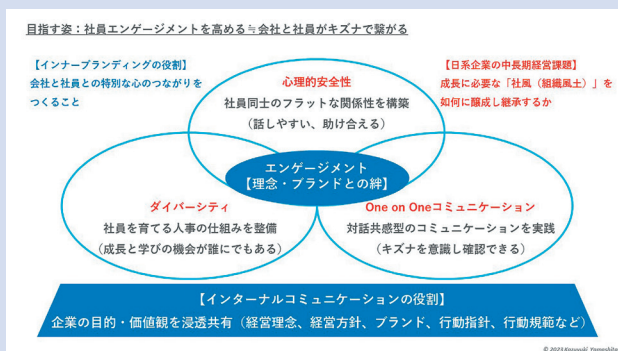 目指す姿：社員エンゲージメントを高める≒会社と社員がキズナで繋がる
【インナーブランディングの役割】
会社と社員との特別な心のつながりを
つくること
【日系企業の中長期経営課題】
成長に必要な「社風（組織風土）」を
如何に醸成し継承するか
心理的安全性
社員同士のフラットな関係性を構築
（話しやすい、助け合える）
エンゲージメント
【理念・ブランドとの絆】
ダイバーシティ
社員を育てる人事の仕組みを整備
（成長と学びの機会が誰にでもある）
One on Oneコミュニケーション
対話共感型のコミュニケーションを実践
（キズナを意識し確認できる）
【インターナルコミュニケーションの役割】
企業の目的・価値観を浸透共有（経営理念、経営方針、ブランド、行動指針、行動規範など）
© 2023 Kazuyuki Yamashita